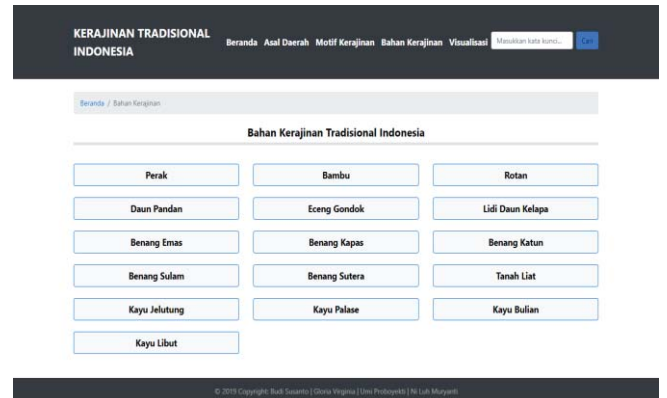 KERAJINAN TRADISIONAL
INDONESIA
Beranda Asal Daerah Motif Kerajinan Bahan Kerajinan Visualisasi Masukkan kata kunci... Cari
Beranda / Bahan Kerajinan
Bahan Kerajinan Tradisional Indonesia
Perak Bambu Rotan
Daun Pandan Eceng Gondok Lidi Daun Kelapa
Benang Emas Benang Kapas Benang Katun
Benang Sulam Benang Sutera Tanah Liat
Kayu Jelutung Kayu Palase Kayu Bulian
Kayu Libut
© 2019 Copyright: Budi Susanto | Gloria Virginia | Umi Proboyekti | Ni Luh Muryanti